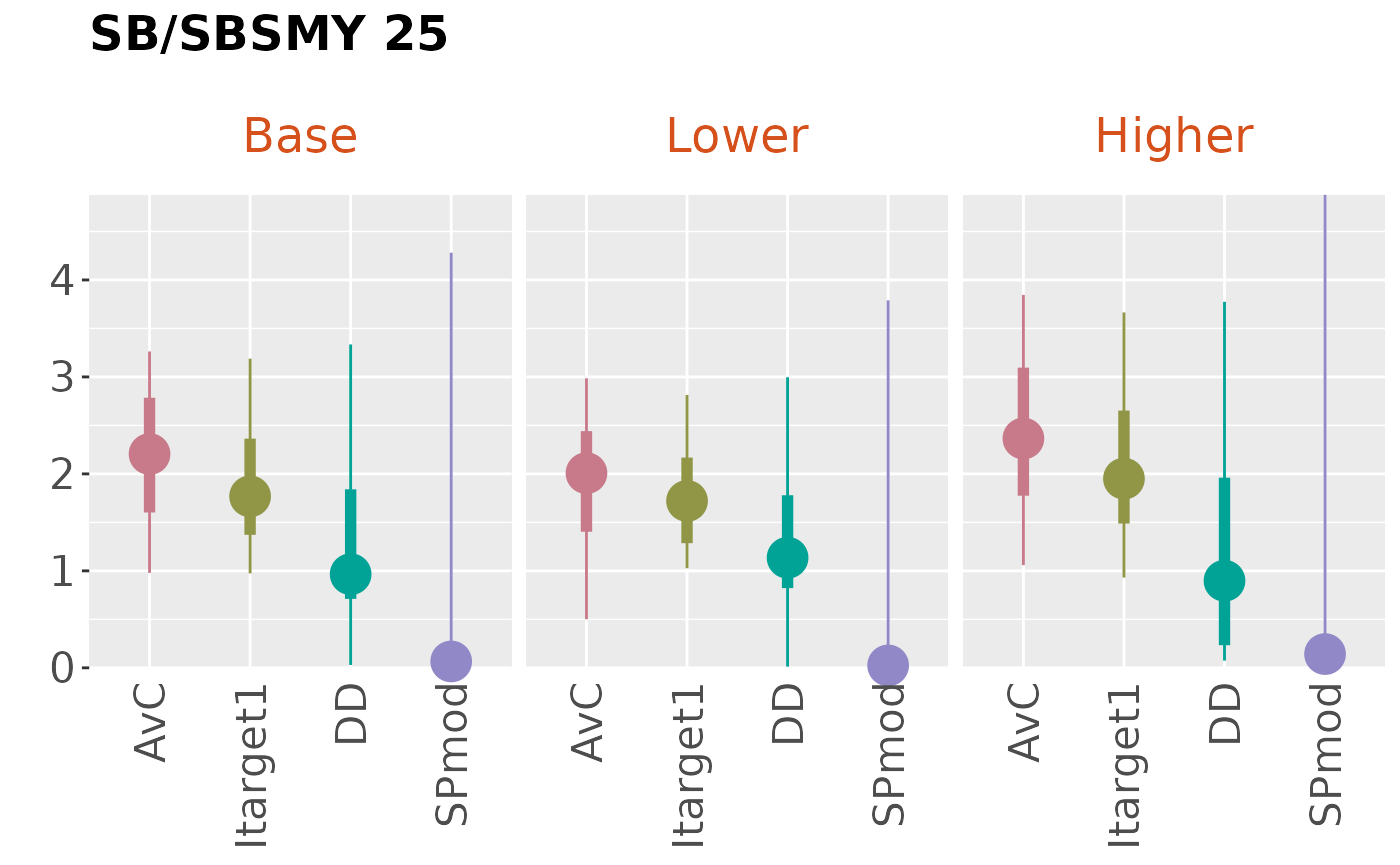 SB/SBSMY 25
Base Lower Higher
4
3
2
1
0
AvC Itarget1 DD SPmod AvC Itarget1 DD SPmod AvC Itarget1 DD SPmod